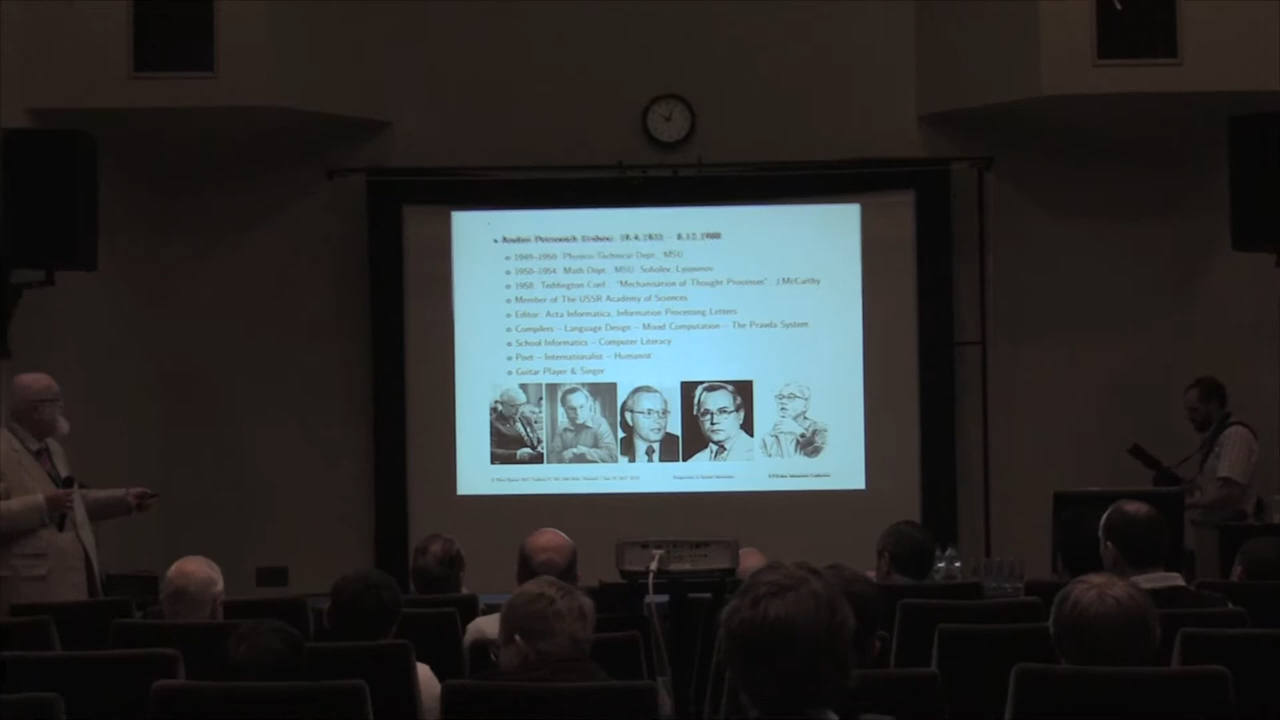 Andrei Petrovich Ershov: 19.4.1931 – 8.12.1988
1949–1950: Physics-Technical Dept., MSU
1950–1954: Math Dept., MSU: Sobolev, Lyapunov
1958: Teddington Conf.: "Mechanisation of Thought Processes", J.McCarthy
Member of The USSR Academy of Sciences
Editor: Acta Informatica, Information Processing Letters
Compilers – Language Design – Mixed Computation – The Pravda System
School Informatics – Computer Literacy
Poet – Internationalist – Humanist
Guitar Player & Singer